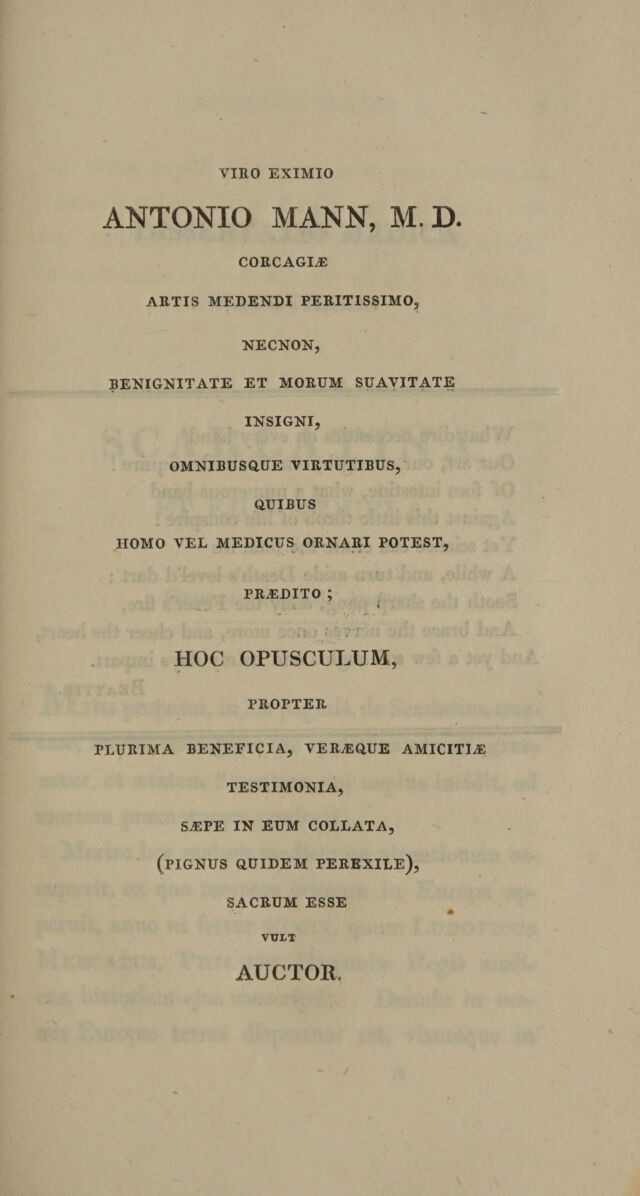 VIRO EXIMIO
ANTONIO MANN, M. D.
CORCAGIÆ
ARTIS MEDENDI PERITISSIMO,
NECNON,
BENIGNITATE ET MORUM SUAVITATE
INSIGNI,
OMNIBUSQUE VIRTUTIBUS,
QUIBUS
HOMO VEL MEDICUS ORNARI POTEST,
PRÆDITO ;
HOC OPUSCULUM,
PROPTER
PLURIMA BENEFICIA, VERÆQUE AMICITIÆ
TESTIMONIA,
SÆPE IN EUM COLLATA,
(PIGNUS QUIDEM PEREXILE),
SACRUM ESSE
VULT
AUCTOR.